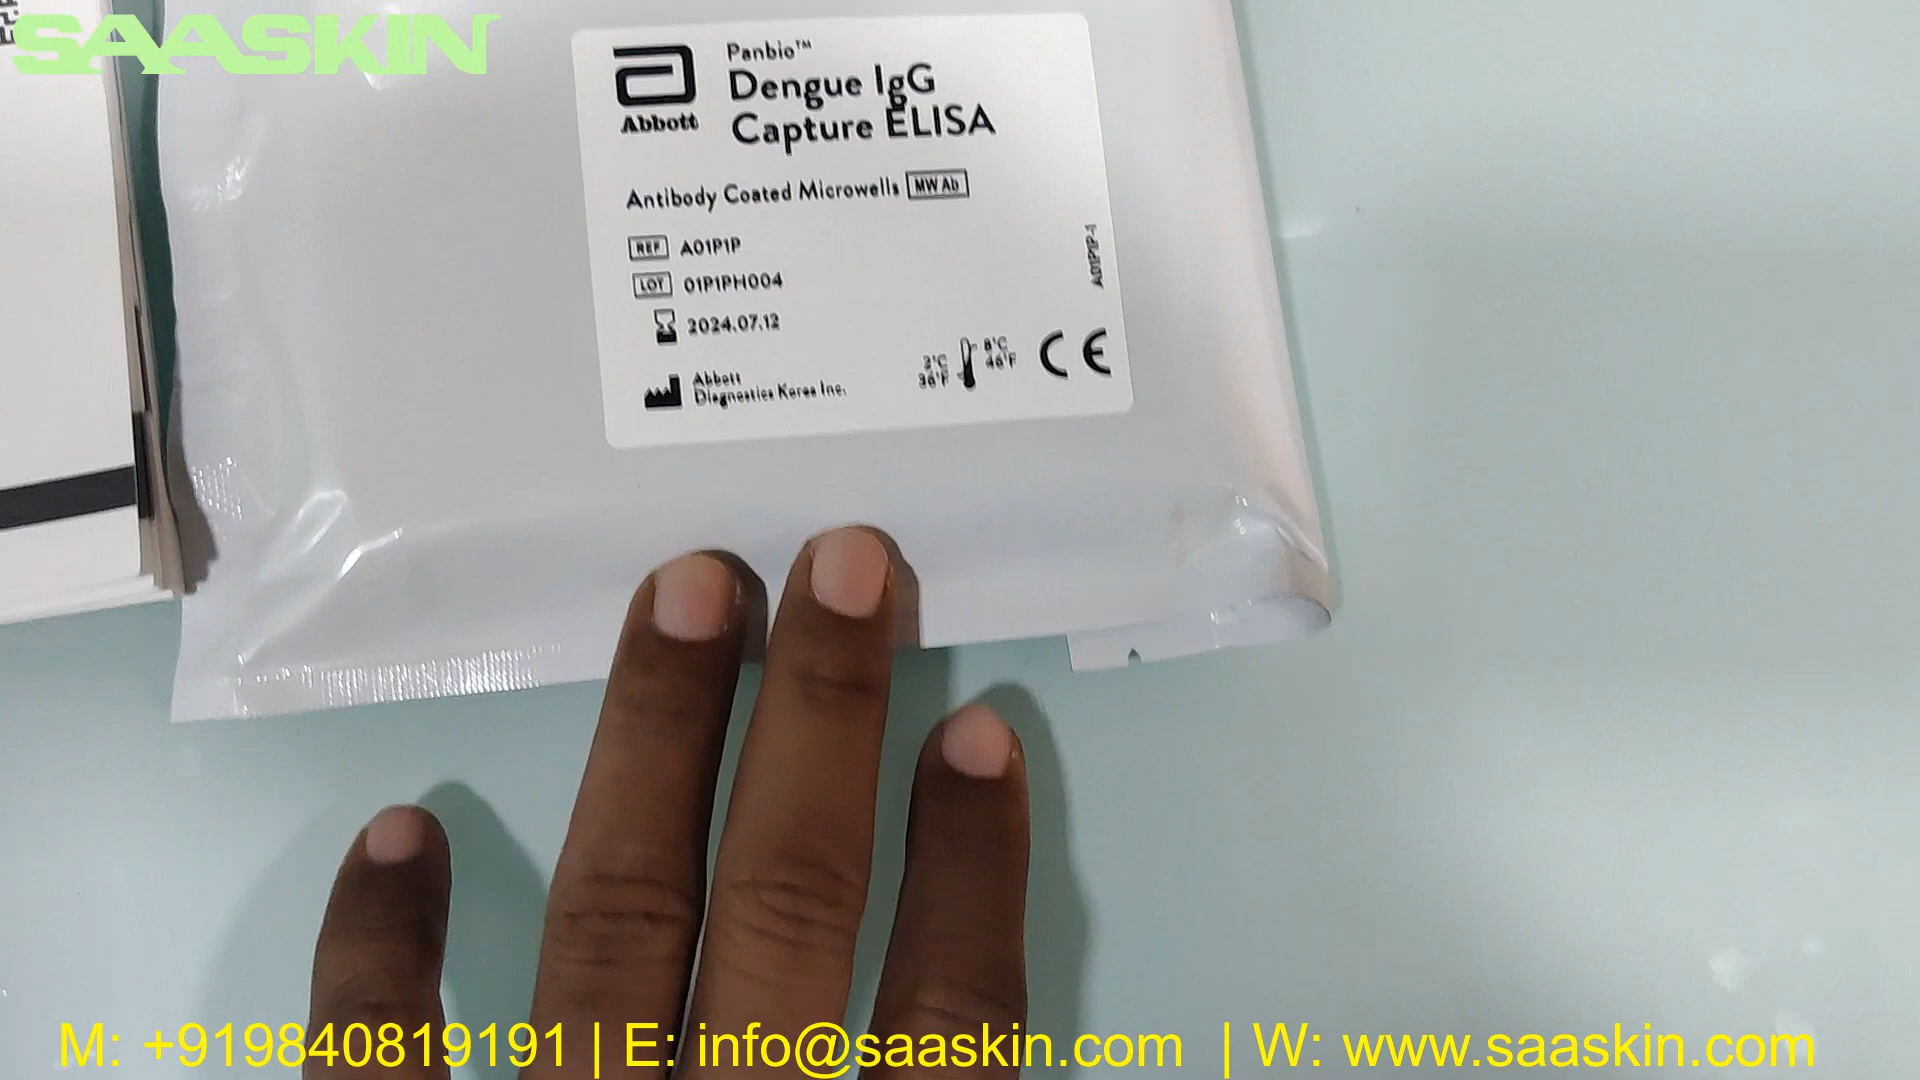 SAASKIN
Abbott
Panbio™
Dengue IgG
Capture ELISA
Antibody Coated Microwells MW Ab
REF A01P1P
LOT 01P1PH004
2024.07.12
Abbott
Diagnostics Korea Inc.
2°C
36°F
8°C
46°F
CE
A01P1P-1
M: +919840819191 | E: info@saaskin.com | W: www.saaskin.com